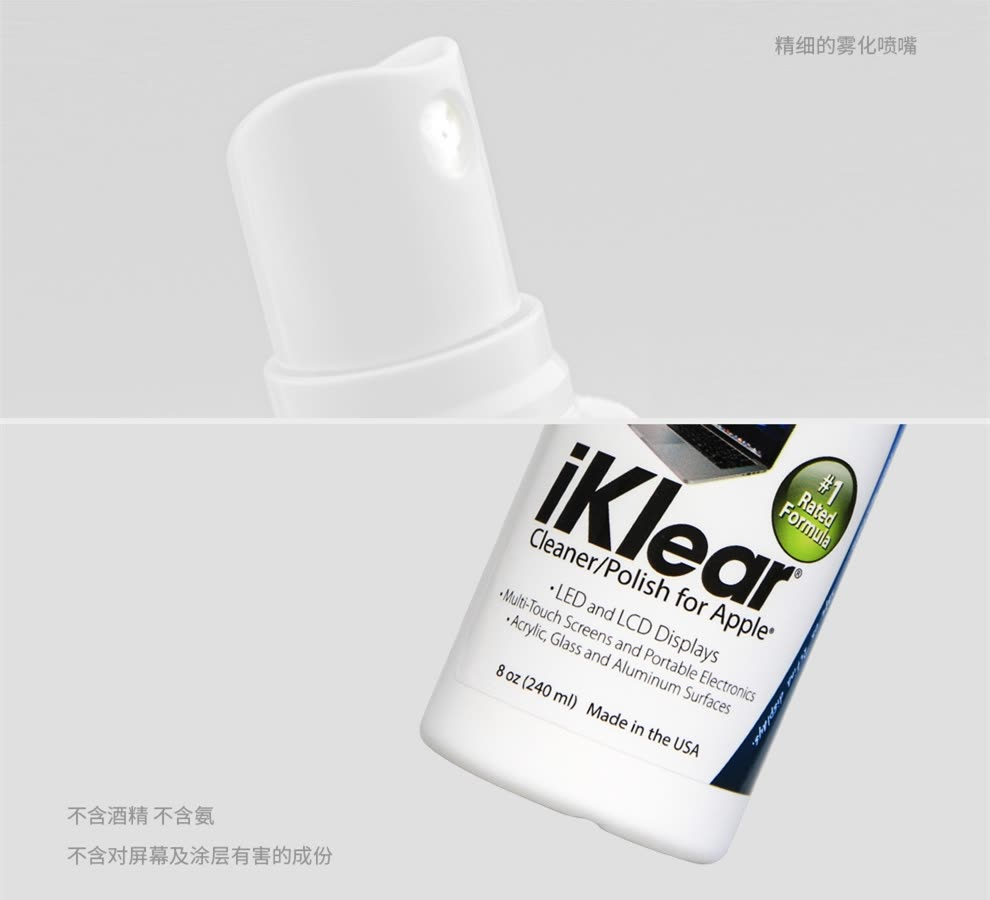 精细的雾化喷嘴
iKlear®
#1
Rated
Formula
Cleaner/Polish for Apple®
• LED and LCD Displays
• Multi-Touch Screens and Portable Electronics
• Acrylic, Glass and Aluminum Surfaces
8 oz (240 ml) Made in the USA
不含酒精 不含氨
不含对屏幕及涂层有害的成份